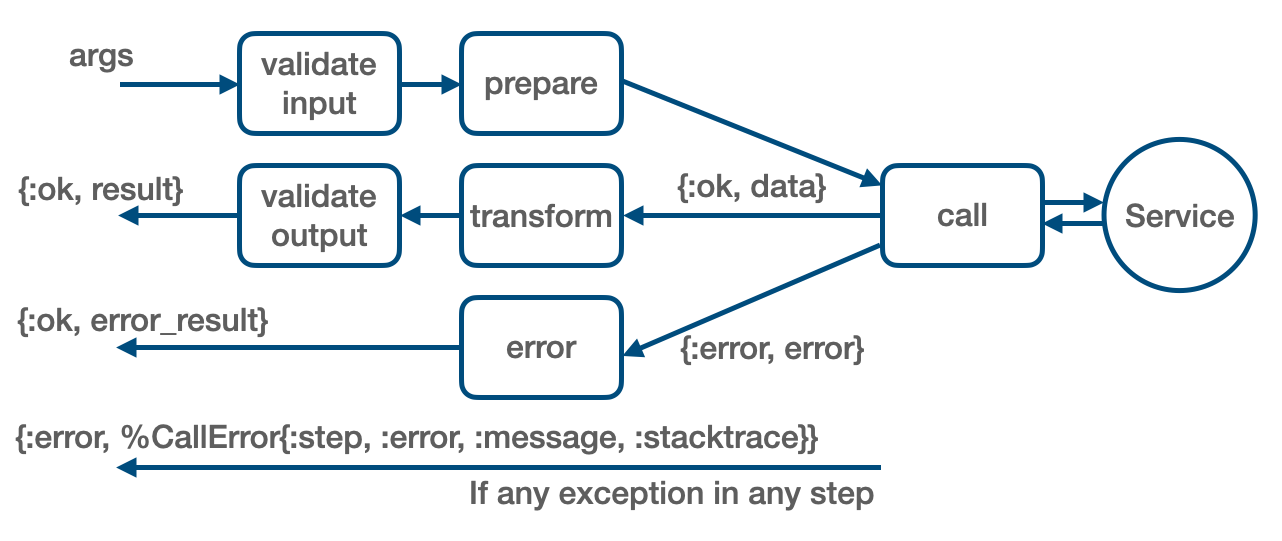 args
validate
input
prepare
{:ok, result}
validate
output
transform
{:ok, data}
call
Service
{:ok, error_result}
error
{:error, error}
{:error, %CallError{:step, :error, :message, :stacktrace}}
If any exception in any step